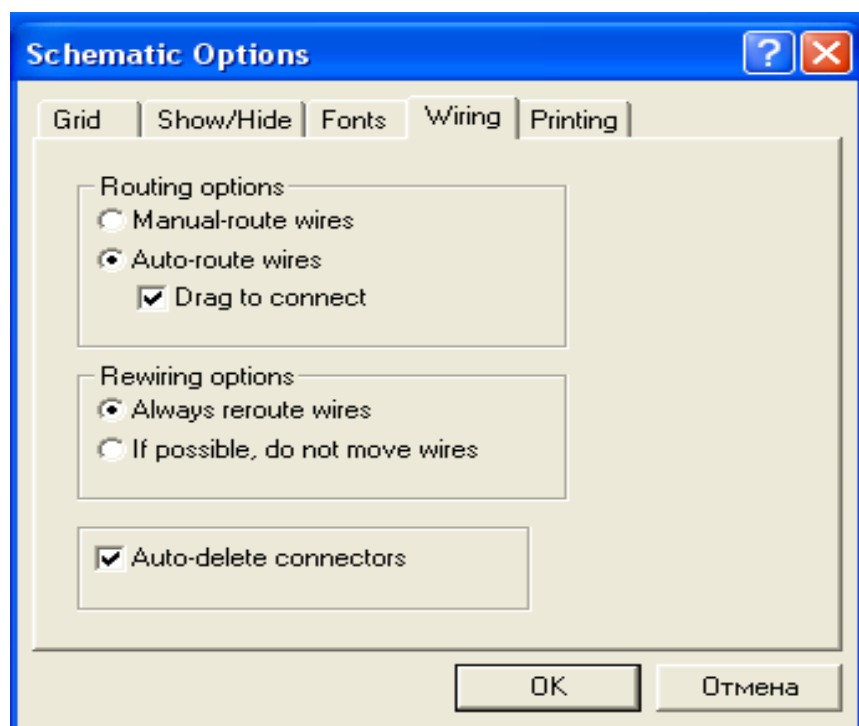 Schematic Options
Grid Show/Hide Fonts Wiring Printing
Routing options
Manual-route wires
Auto-route wires
Drag to connect
Rewiring options
Always reroute wires
If possible, do not move wires
Auto-delete connectors
OK Отмена